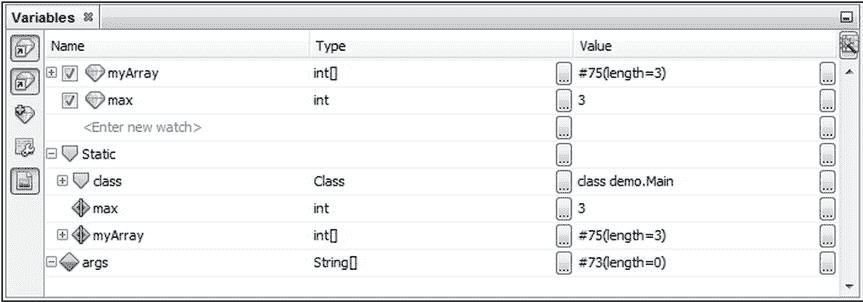 Variables
Name Type Value
myArray int[] ... #75(length=3) ...
max int ... 3 ...
<Enter new watch> ... ...
Static ... ...
class Class ... class demo.Main ...
max int ... 3 ...
myArray int[] ... #75(length=3) ...
args String[] ... #73(length=0) ...